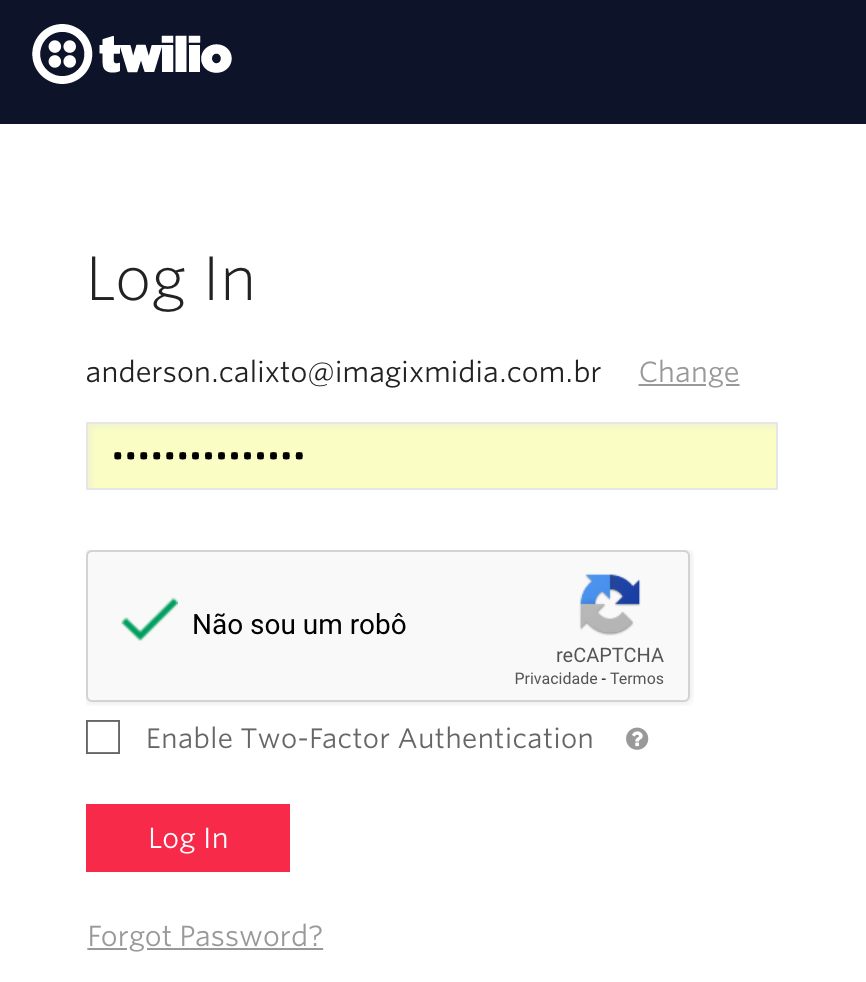 twilio
Log In
anderson.calixto@imagixmidia.com.br Change
•••••••••••••••
Não sou um robô
reCAPTCHA
Privacidade - Termos
Enable Two-Factor Authentication ?
Log In
Forgot Password?